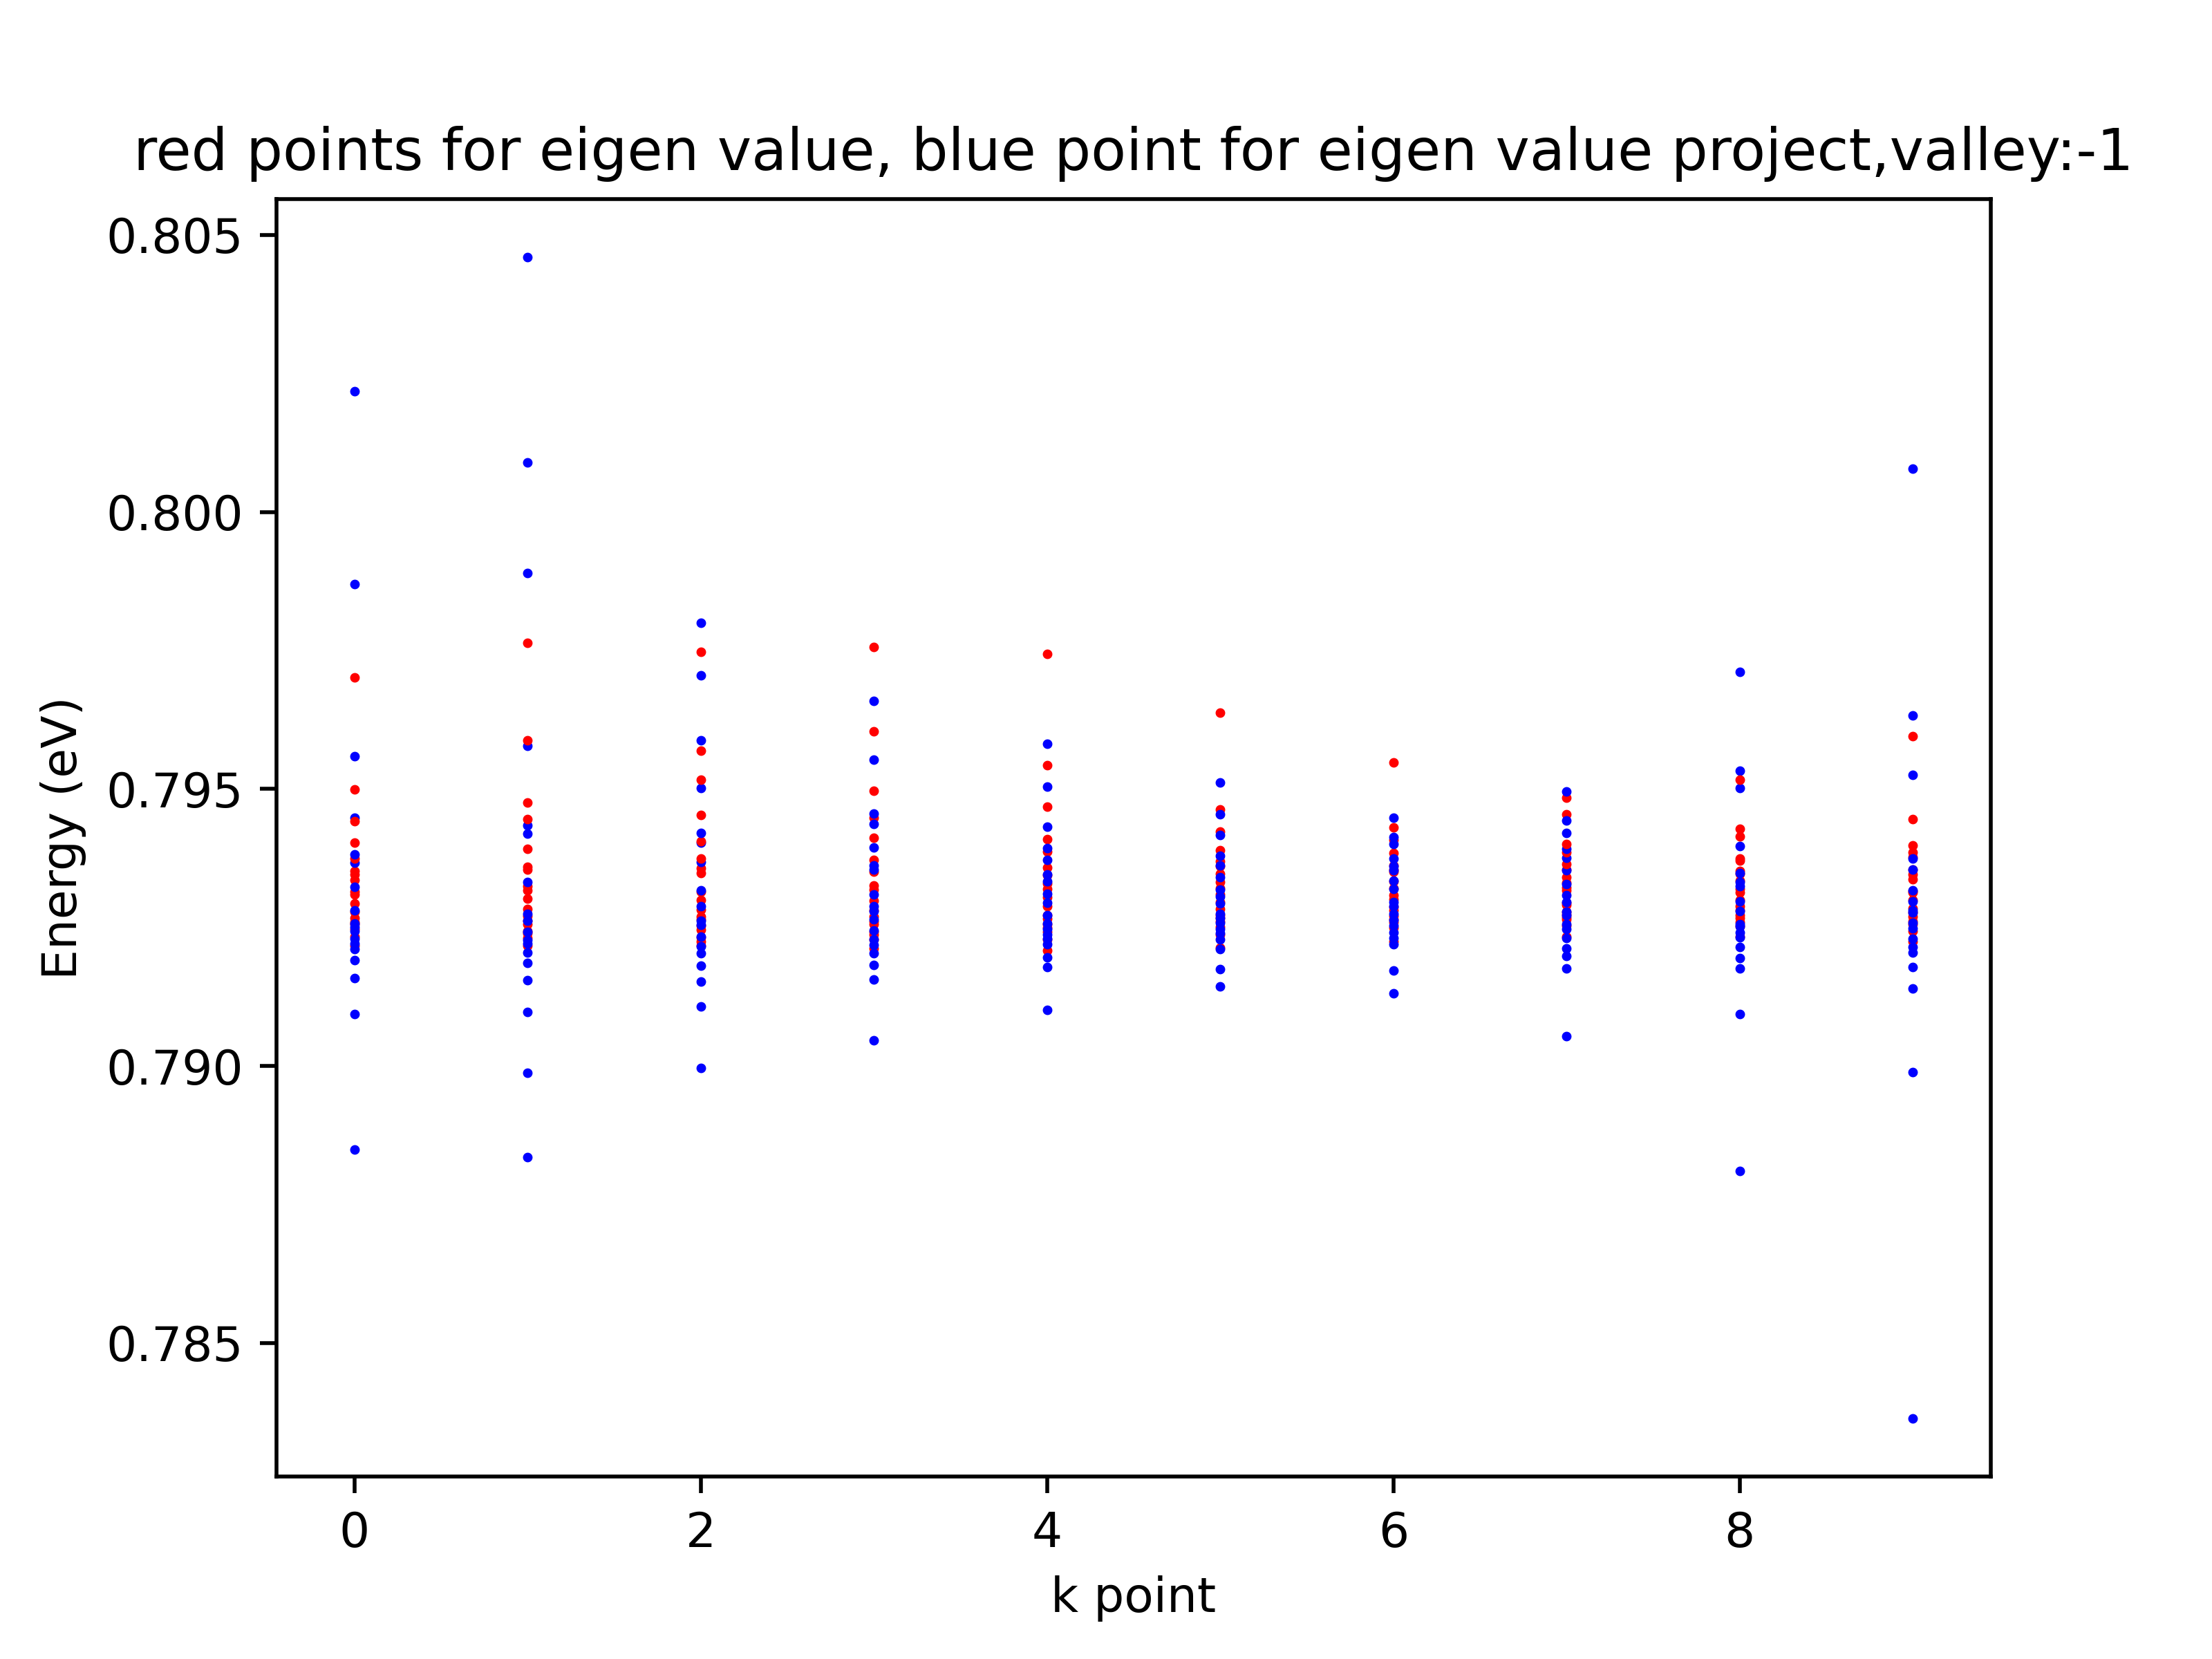 red points for eigen value, blue point for eigen value project,valley:-1
0.805
0.800
0.795
0.790
0.785
Energy (eV)
0 2 4 6 8
k point